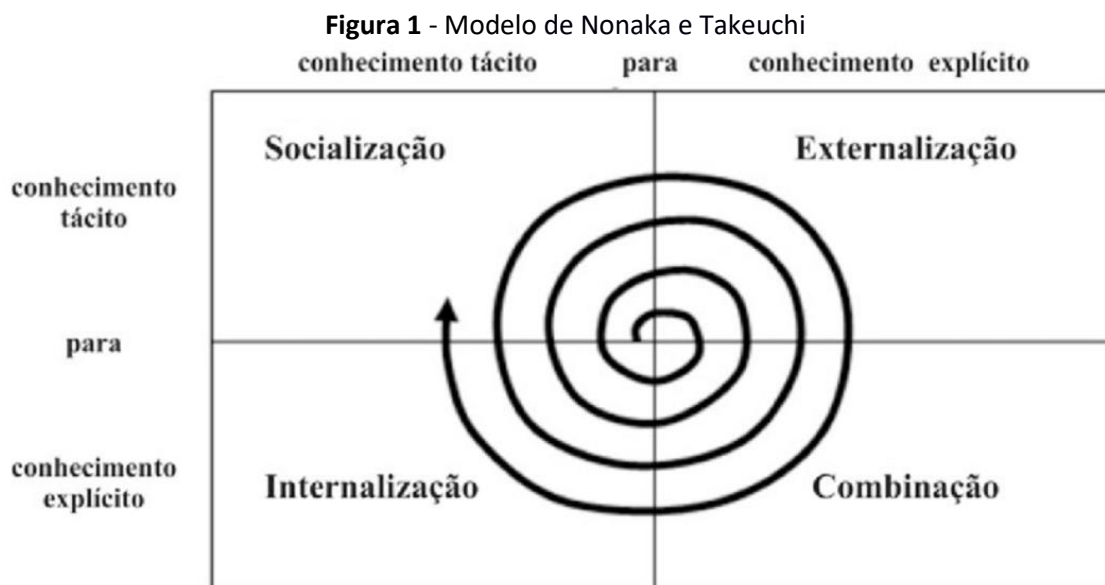 Figura 1 - Modelo de Nonaka e Takeuchi
conhecimento tácito para conhecimento explícito
Socialização Externalização
conhecimento
tácito
para
conhecimento
explícito
Internalização Combinação